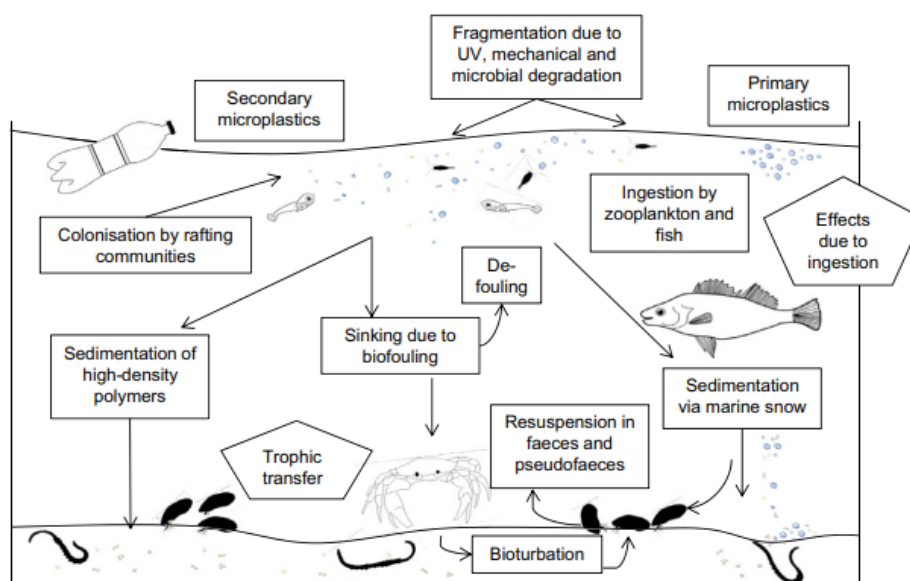 Fragmentation due to
UV, mechanical and
microbial degradation
Secondary
microplastics
Primary
microplastics
Colonisation by rafting
communities
Ingestion by
zooplankton and
fish
Effects
due to
ingestion
De-
fouling
Sedimentation of
high-density
polymers
Sinking due to
biofouling
Sedimentation
via marine snow
Trophic
transfer
Resuspension in
faeces and
pseudofaeces
Bioturbation